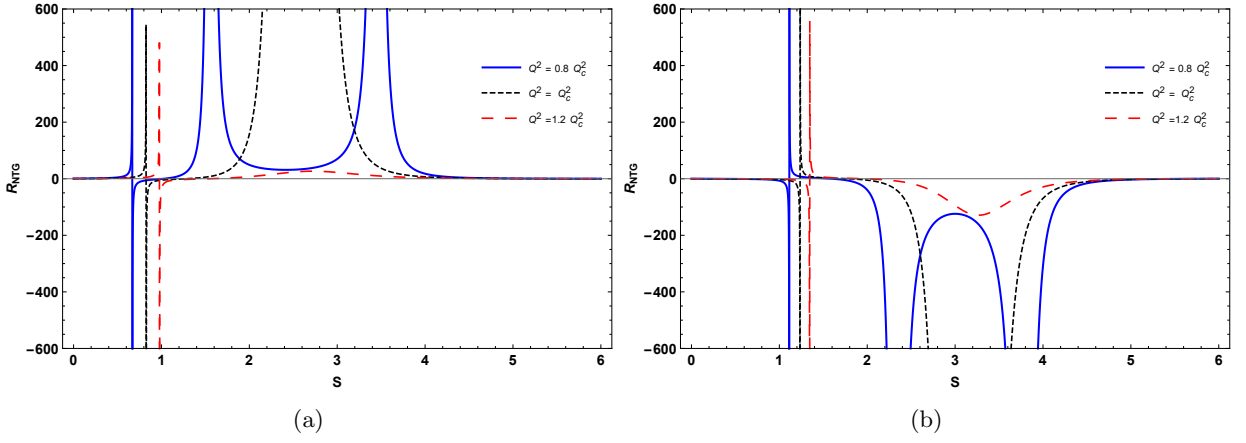 600
400
200
0
−200
−400
−600
R_NTG
0 1 2 3 4 5 6
S
Q² = 0.8 Q_c²
Q² = Q_c²
Q² =1.2 Q_c²
(a)
600
400
200
0
−200
−400
−600
R_NTG
0 1 2 3 4 5 6
S
Q² = 0.8 Q_c²
Q² = Q_c²
Q² =1.2 Q_c²
(b)